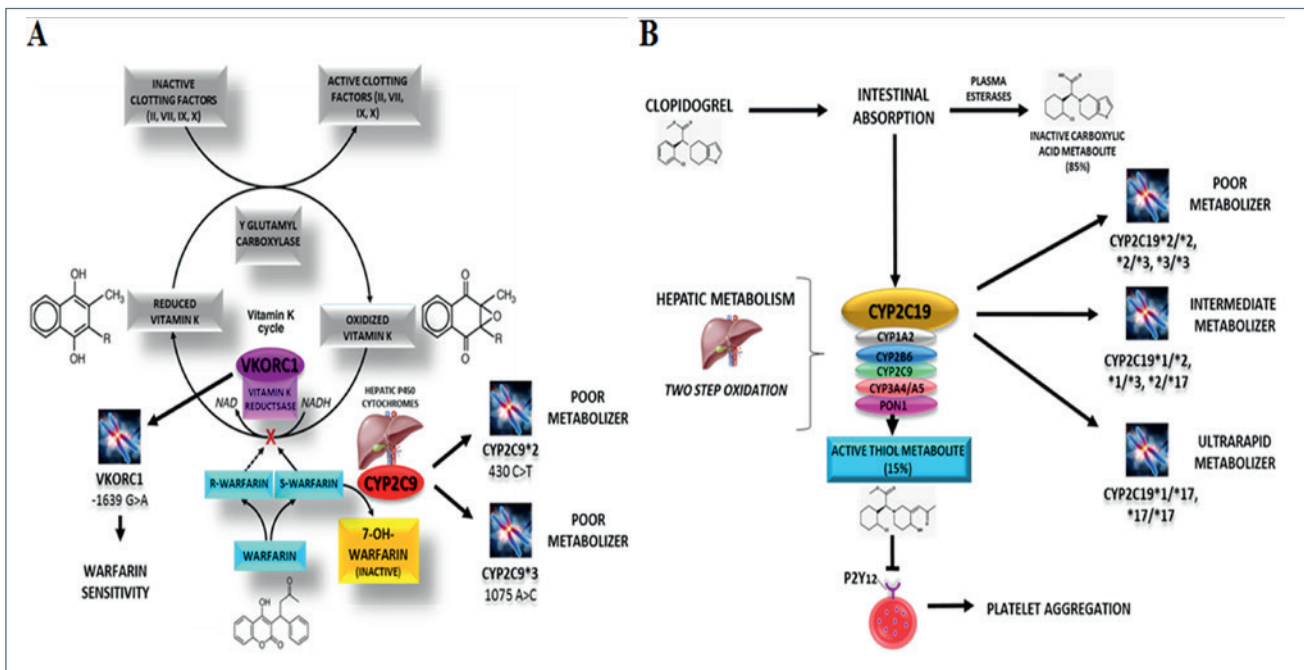 A
INACTIVE
CLOTTING FACTORS
(II, VII, IX, X)
ACTIVE CLOTTING
FACTORS (II, VII,
IX, X)
Y GLUTAMYL
CARBOXYLASE
OH
CH3
R
OH
REDUCED
VITAMIN K
Vitamin K
cycle
OXIDIZED
VITAMIN K
O
CH3
O
R
O
VKORC1
VITAMIN K
REDUCTSASE
NAD
NADH
X
HEPATIC P450
CYTOCHROMES
CYP2C9
POOR
METABOLIZER
CYP2C9*2
430 C>T
VKORC1
-1639 G>A
WARFARIN
SENSITIVITY
R-WARFARIN
S-WARFARIN
WARFARIN
7-OH-
WARFARIN
(INACTIVE)
POOR
METABOLIZER
CYP2C9*3
1075 A>C
O
OH
O
O
B
CLOPIDOGREL
INTESTINAL
ABSORPTION
PLASMA
ESTERASES
INACTIVE CARBOXYLIC
ACID METABOLITE
(85%)
POOR
METABOLIZER
CYP2C19*2/*2,
*2/*3, *3/*3
HEPATIC METABOLISM
TWO STEP OXIDATION
CYP2C19
CYP1A2
CYP2B6
CYP2C9
CYP3A4/A5
PON1
INTERMEDIATE
METABOLIZER
CYP2C19*1/*2,
*1/*3, *2/*17
ACTIVE THIOL METABOLITE
(15%)
ULTRARAPID
METABOLIZER
CYP2C19*1/*17,
*17/*17
P2Y12
PLATELET AGGREGATION